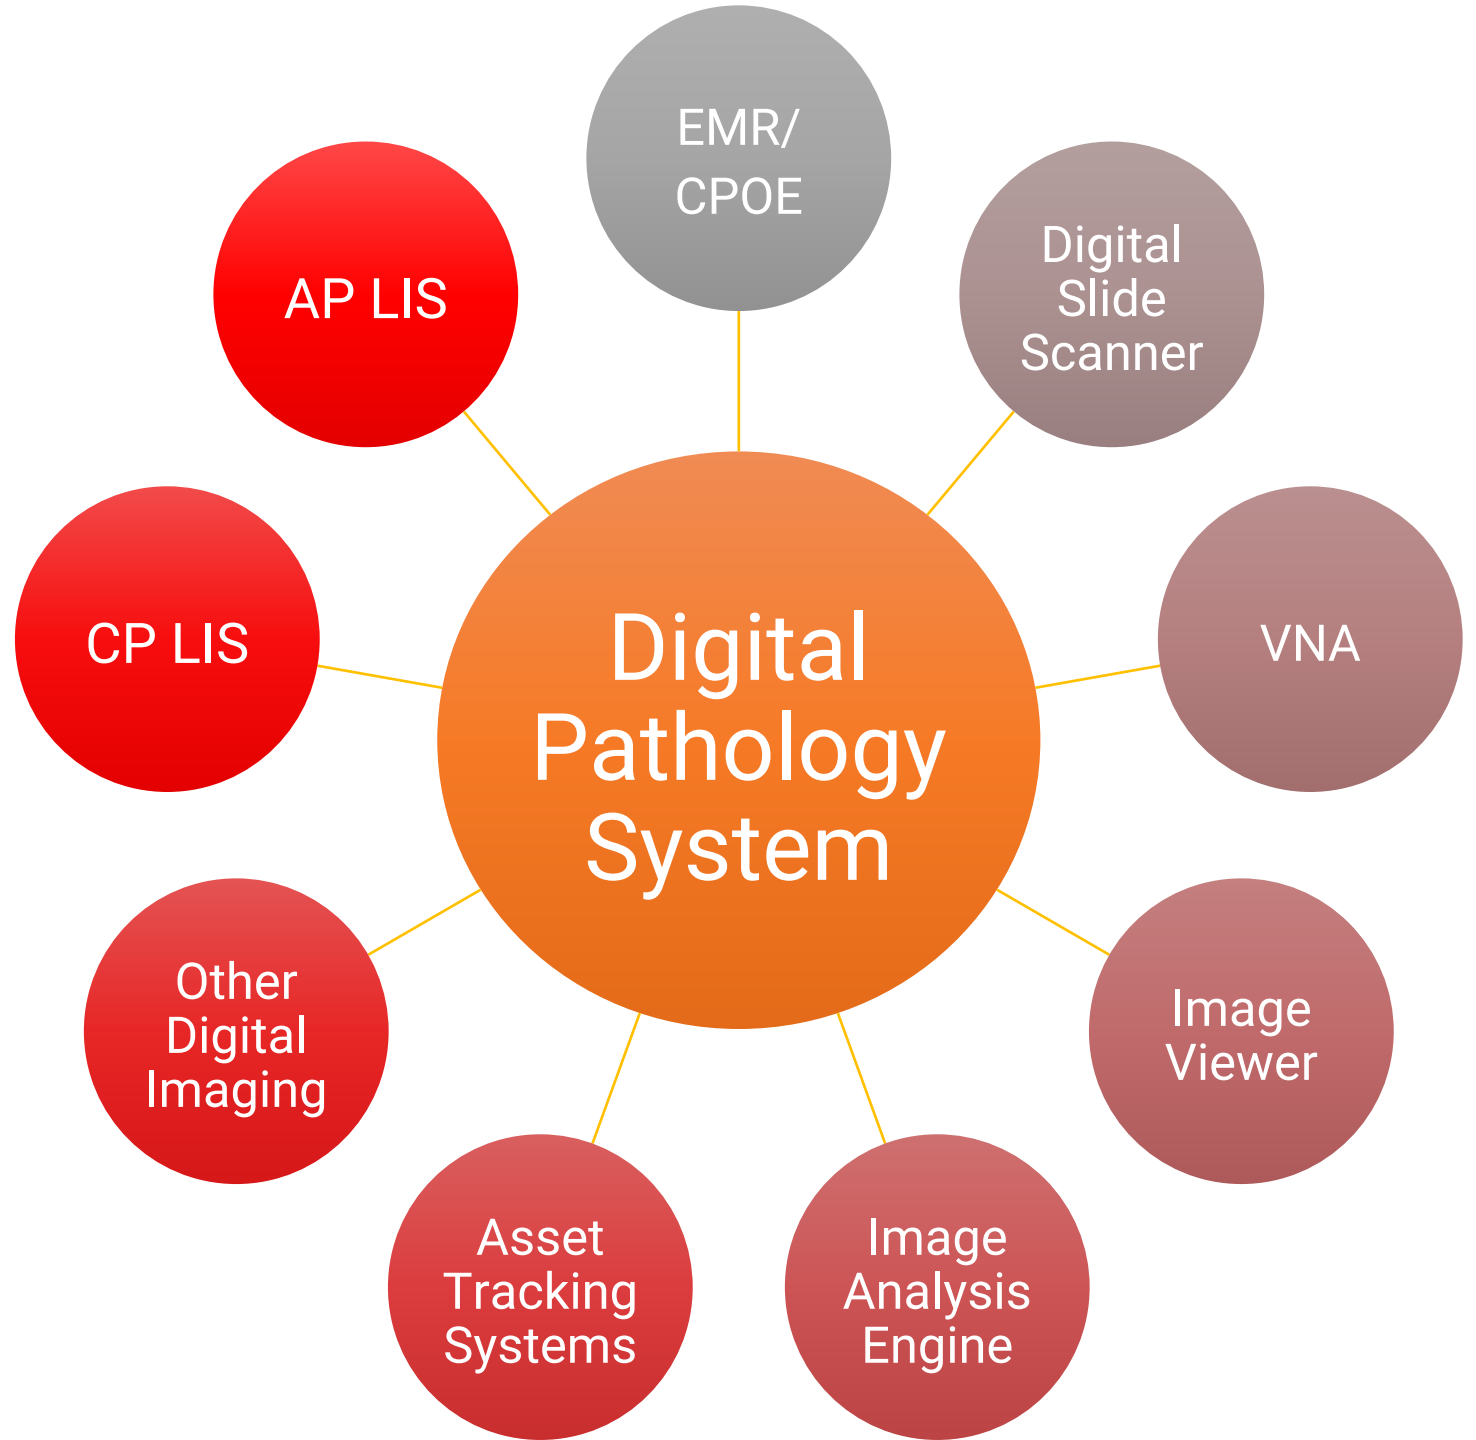 EMR/
CPOE
Digital
Slide
Scanner
VNA
Image
Viewer
Image
Analysis
Engine
Asset
Tracking
Systems
Other
Digital
Imaging
CP LIS
AP LIS
Digital
Pathology
System